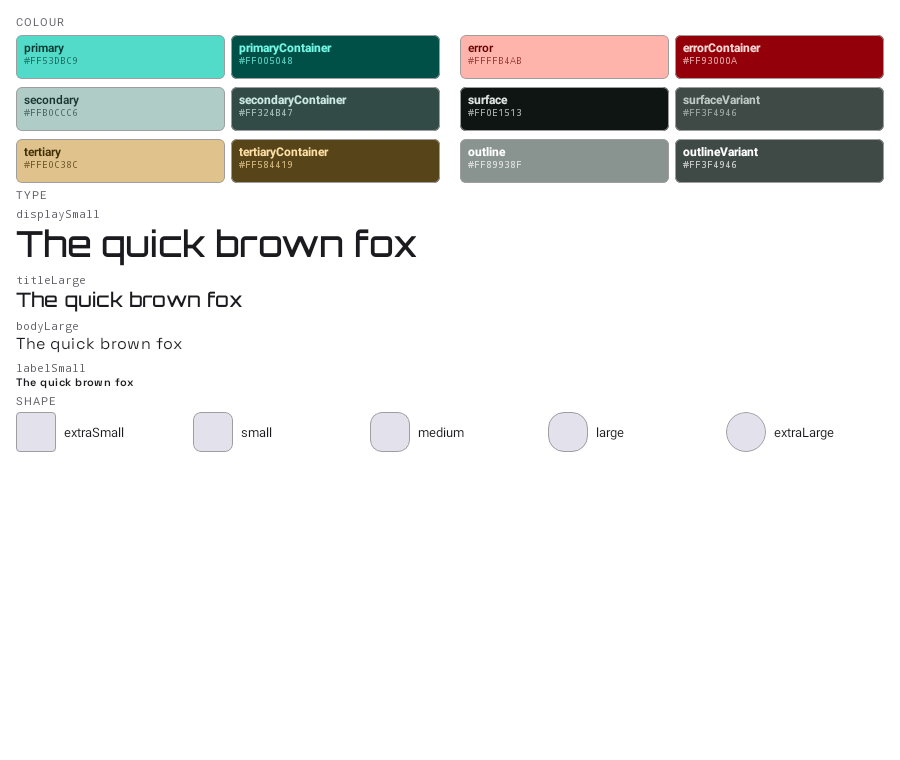 COLOUR
primary
#FF53DBC9
primaryContainer
#FF005048
error
#FFFFB4AB
errorContainer
#FF93000A
secondary
#FFB0CCC6
secondaryContainer
#FF324B47
surface
#FF0E1513
surfaceVariant
#FF3F4946
tertiary
#FFE0C38C
tertiaryContainer
#FF584419
outline
#FF89938F
outlineVariant
#FF3F4946
TYPE
displaySmall
The quick brown fox
titleLarge
The quick brown fox
bodyLarge
The quick brown fox
labelSmall
The quick brown fox
SHAPE
extraSmall
small
medium
large
extraLarge